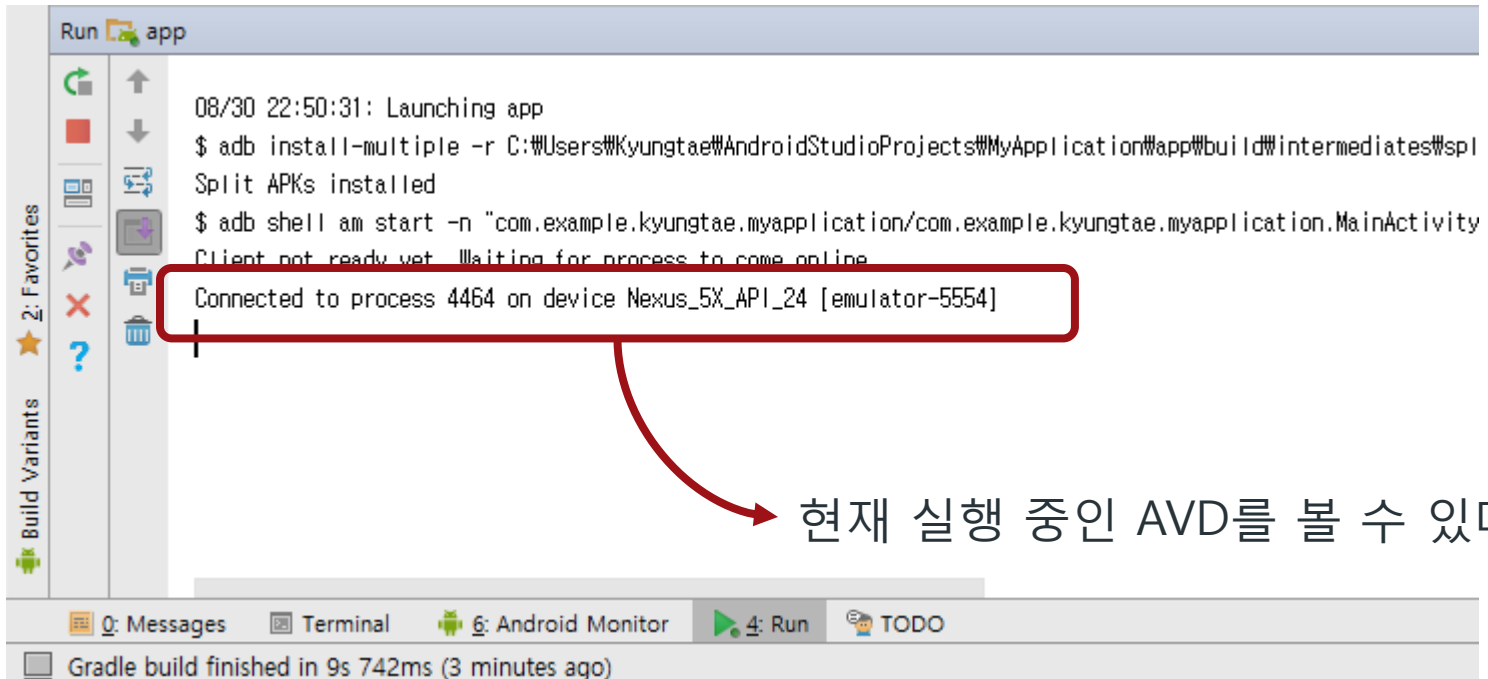 Run app
08/30 22:50:31: Launching app
$ adb install-multiple -r C:₩Users₩Kyungtae₩AndroidStudioProjects₩MyApplication₩app₩build₩intermediates₩spl
Split APKs installed
$ adb shell am start -n "com.example.kyungtae.myapplication/com.example.kyungtae.myapplication.MainActivity
Client not ready yet..Waiting for process to come online
Connected to process 4464 on device Nexus_5X_API_24 [emulator-5554]
2: Favorites
Build Variants
현재 실행 중인 AVD를 볼 수
0: Messages Terminal 6: Android Monitor 4: Run TODO
Gradle build finished in 9s 742ms (3 minutes ago)